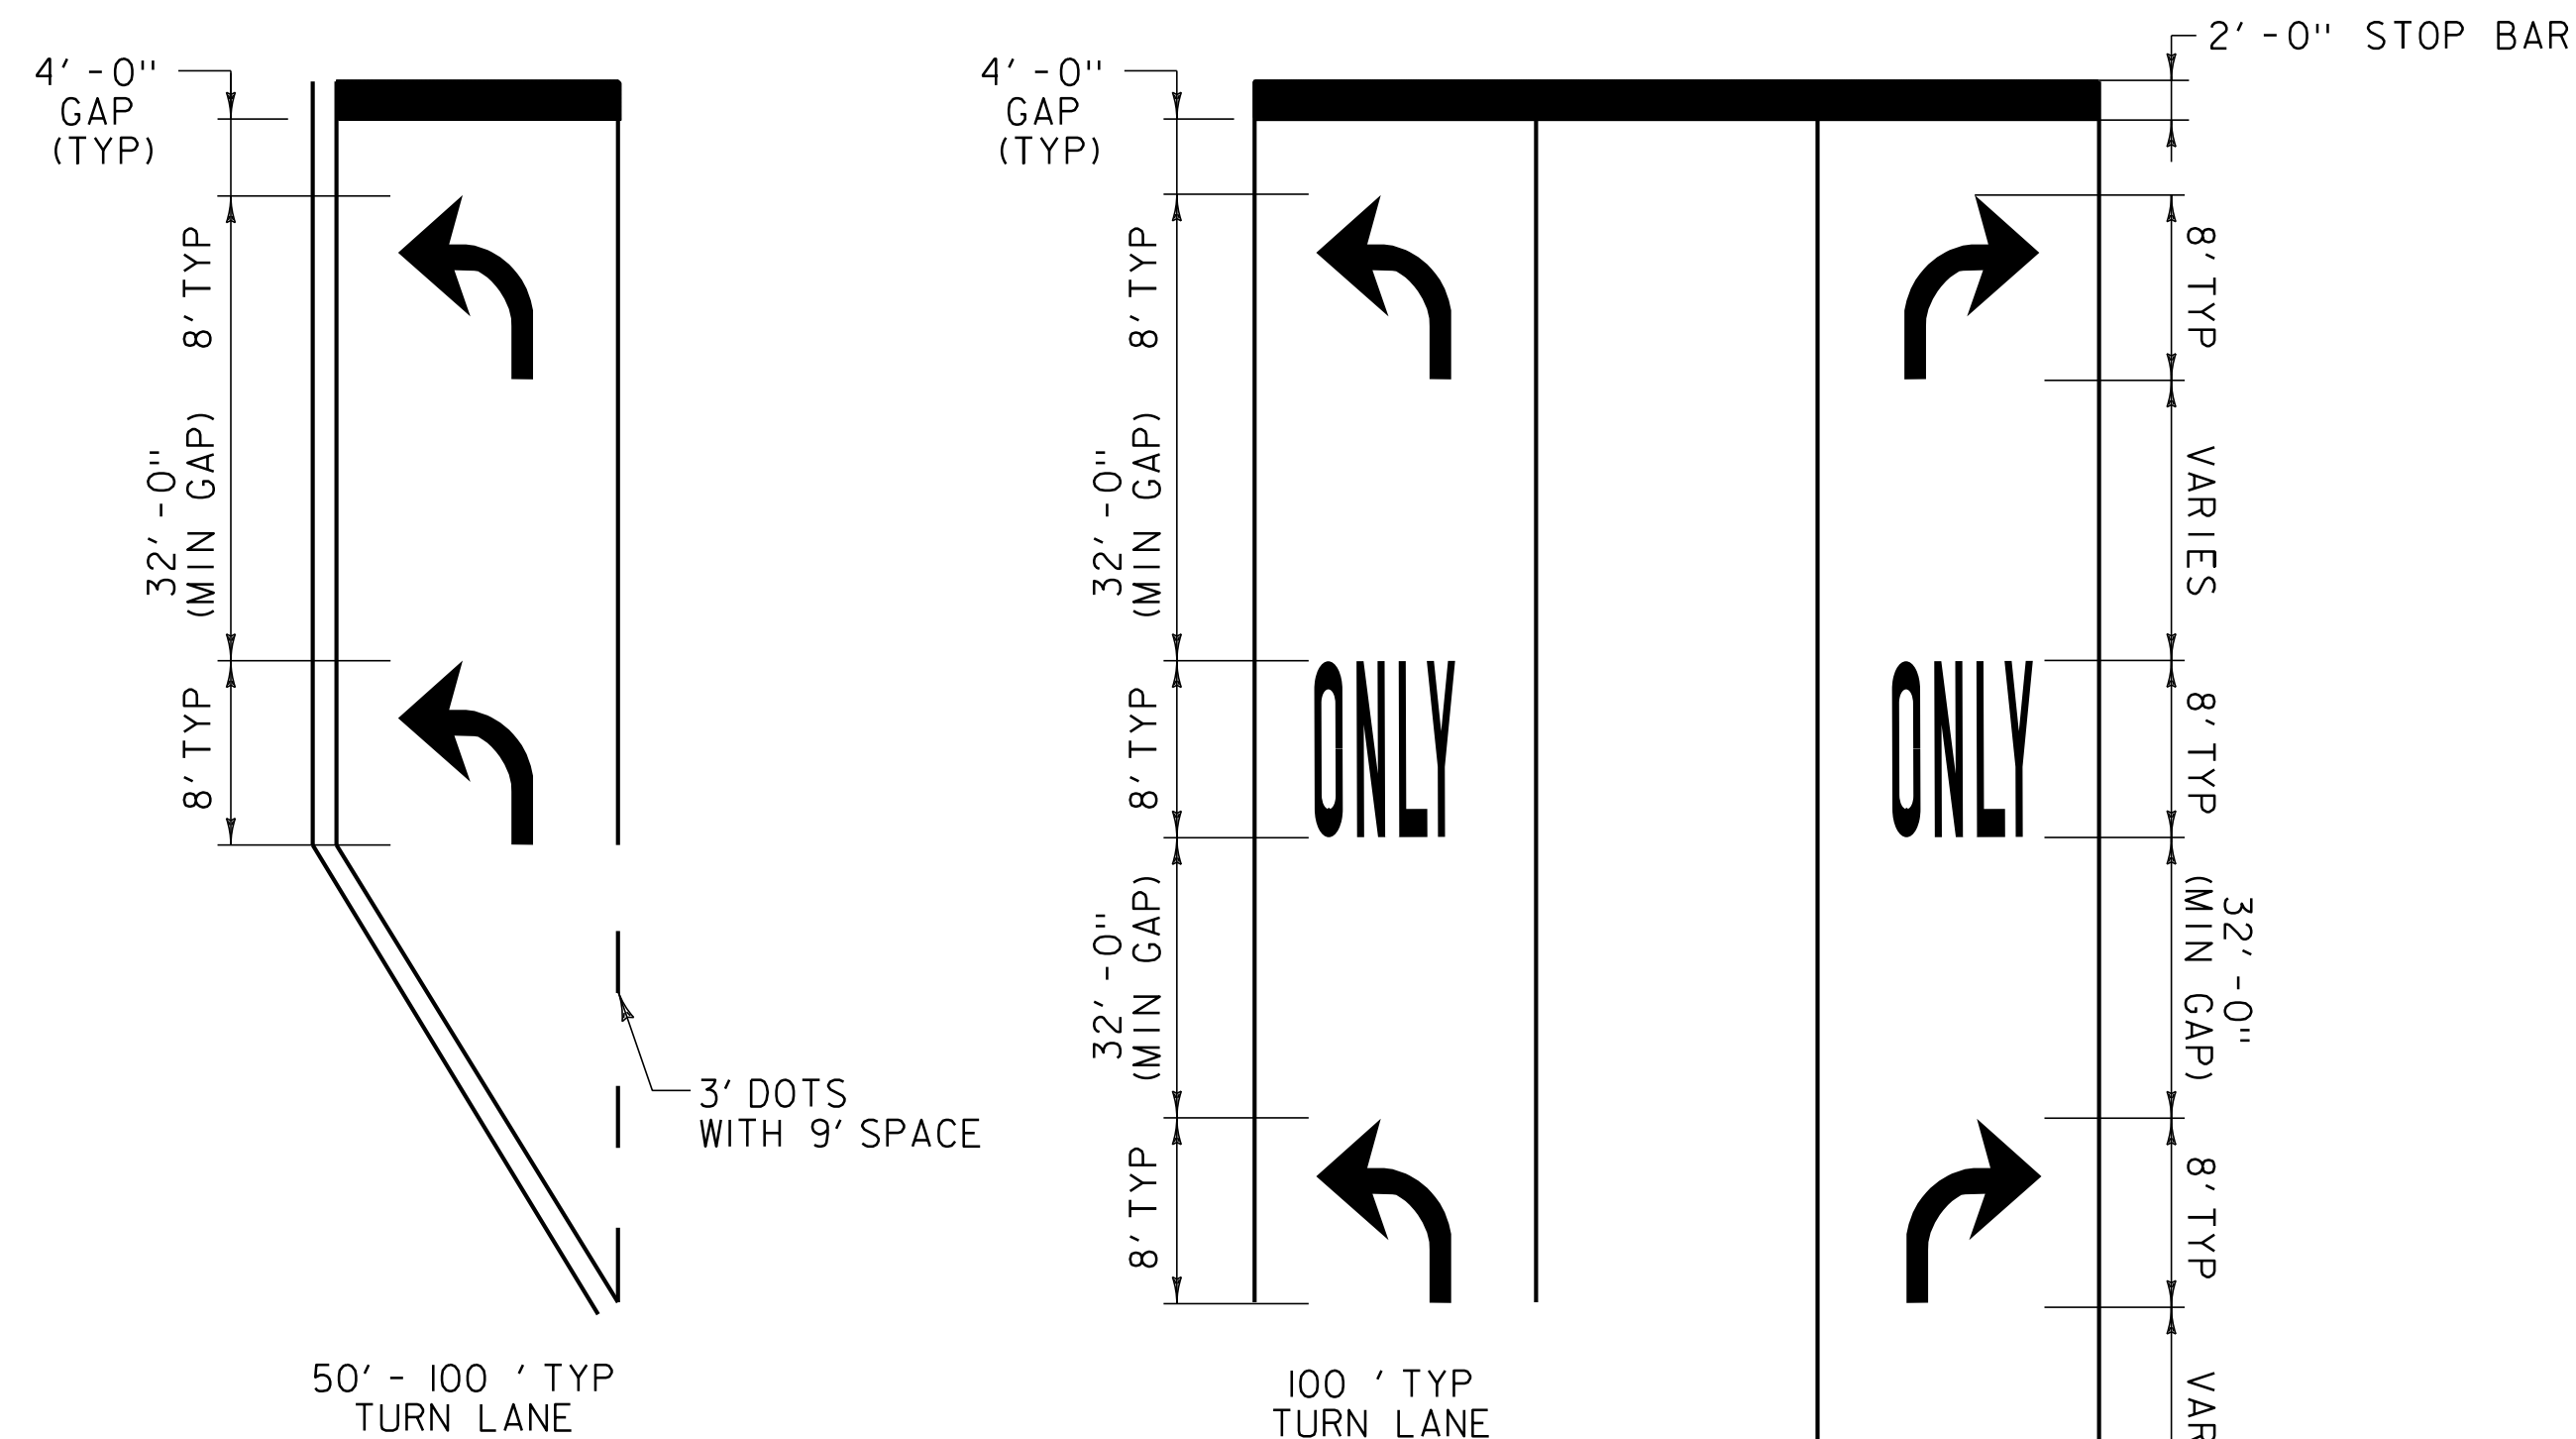 2'-0" STOP BAR
4'-0"
GAP
(TYP)
8' TYP
32'-0"
(MIN GAP)
8' TYP
3' DOTS
WITH 9' SPACE
50' - 100 ' TYP
TURN LANE
4'-0"
GAP
(TYP)
8' TYP
32'-0"
(MIN GAP)
8' TYP
32'-0"
(MIN GAP)
8' TYP
ONLY
ONLY
100 ' TYP
TURN LANE
8' TYP
VARIES
8' TYP
32'-0"
(MIN GAP)
8' TYP
VAR